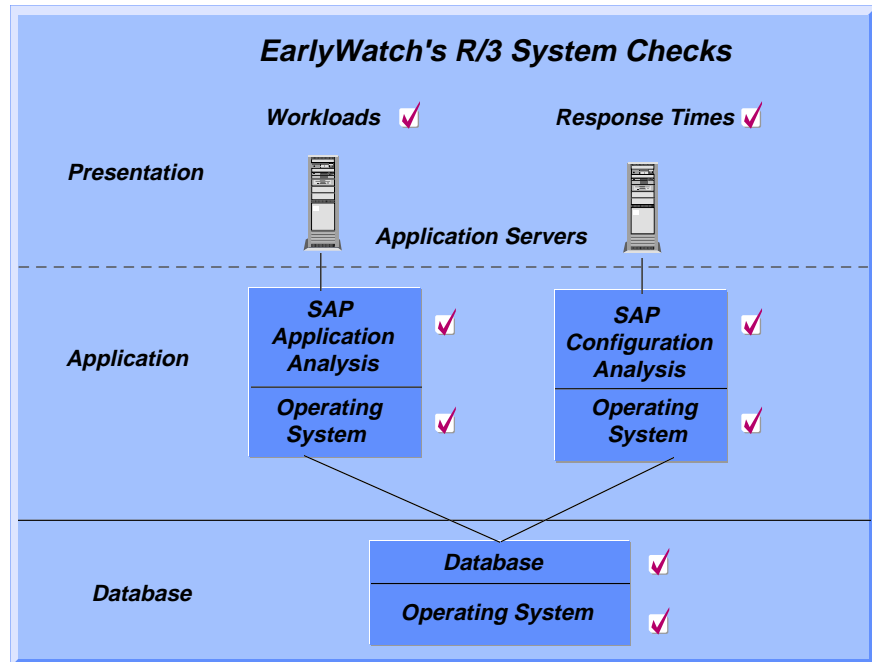 EarlyWatch's R/3 System Checks
Workloads
Response Times
Presentation
Application Servers
SAP
Application
Analysis
SAP
Configuration
Analysis
Application
Operating
System
Operating
System
Database
Database
Operating System